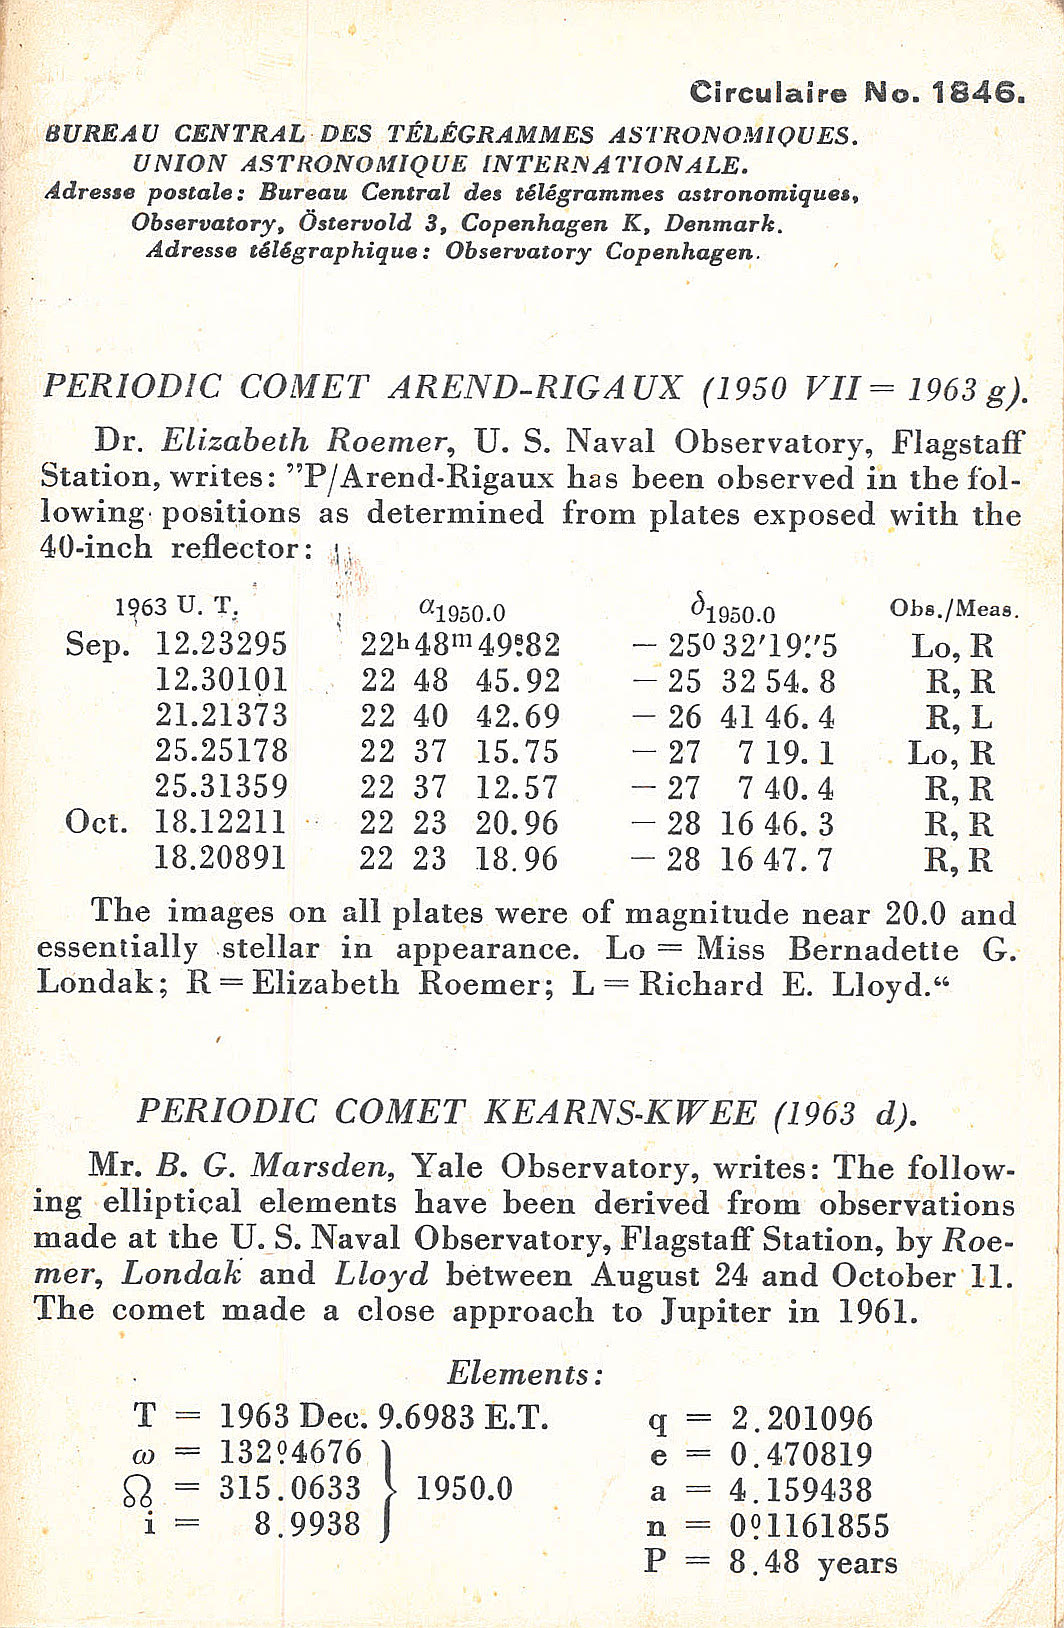 Circulaire No. 1846.
BUREAU CENTRAL DES TÉLÉGRAMMES ASTRONOMIQUES.
UNION ASTRONOMIQUE INTERNATIONALE.
Adresse postale: Bureau Central des télégrammes astronomiques,
Observatory, Östervold 3, Copenhagen K, Denmark.
Adresse télégraphique: Observatory Copenhagen.
PERIODIC COMET AREND-RIGAUX (1950 VII = 1963 g).
Dr. Elizabeth Roemer, U. S. Naval Observatory, Flagstaff
Station, writes: ”P/Arend-Rigaux has been observed in the fol-
lowing positions as determined from plates exposed with the
40-inch reflector:
1963 U. T. α1950.0 δ1950.0 Obs./Meas.
Sep. 12.23295 22h48m49s.82 — 25° 32′19″.5 Lo, R
12.30101 22 48 45.92 — 25 32 54. 8 R, R
21.21373 22 40 42.69 — 26 41 46. 4 R, L
25.25178 22 37 15.75 — 27 7 19. 1 Lo, R
25.31359 22 37 12.57 — 27 7 40. 4 R, R
Oct. 18.12211 22 23 20.96 — 28 16 46. 3 R, R
18.20891 22 23 18.96 — 28 16 47. 7 R, R
The images on all plates were of magnitude near 20.0 and
essentially stellar in appearance. Lo = Miss Bernadette G.
Londak; R = Elizabeth Roemer; L = Richard E. Lloyd.“
PERIODIC COMET KEARNS-KWEE (1963 d).
Mr. B. G. Marsden, Yale Observatory, writes: The follow-
ing elliptical elements have been derived from observations
made at the U. S. Naval Observatory, Flagstaff Station, by Roe-
mer, Londak and Lloyd between August 24 and October 11.
The comet made a close approach to Jupiter in 1961.
Elements:
T = 1963 Dec. 9.6983 E.T. q = 2.201096
ω = 132°.4676 e = 0.470819
☊ = 315.0633 } 1950.0 a = 4.159438
i = 8.9938 n = 0°.1161855
P = 8.48 years